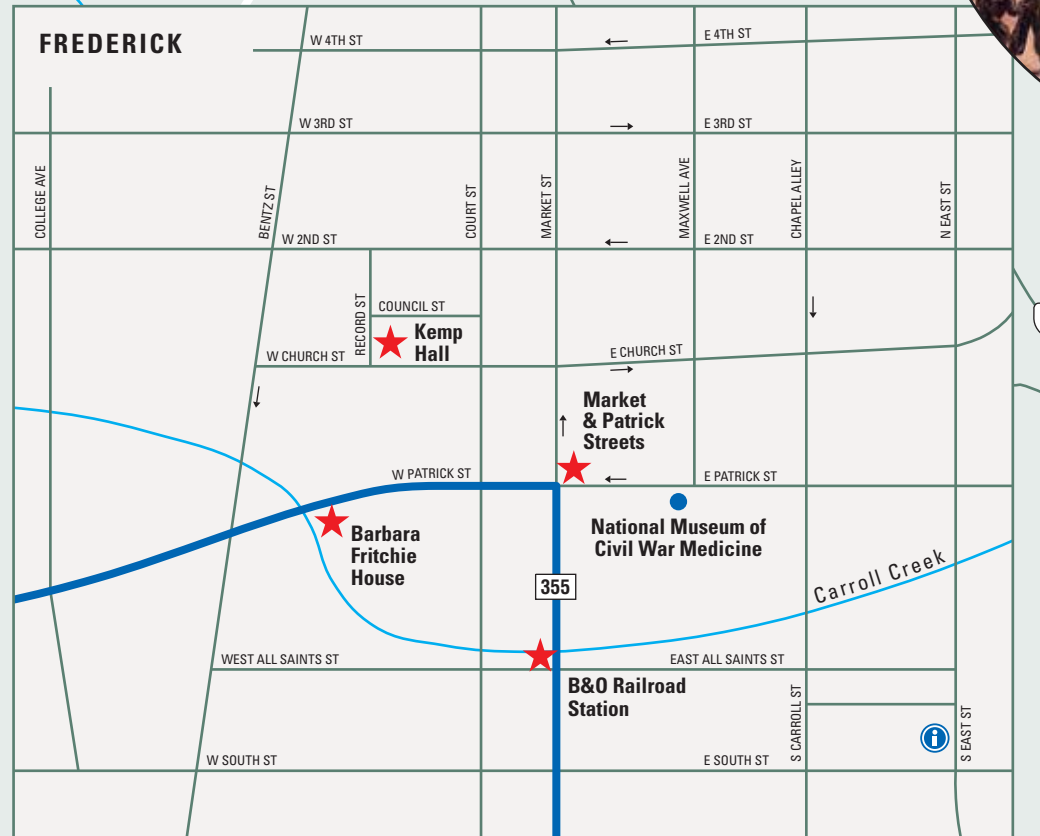 FREDERICK
W 4TH ST
E 4TH ST
W 3RD ST
E 3RD ST
COLLEGE AVE
BENTZ ST
COURT ST
MARKET ST
MAXWELL AVE
CHAPEL ALLEY
N EAST ST
W 2ND ST
E 2ND ST
RECORD ST
COUNCIL ST
Kemp
Hall
W CHURCH ST
E CHURCH ST
Market
& Patrick
Streets
W PATRICK ST
E PATRICK ST
National Museum of
Civil War Medicine
Barbara
Fritchie
House
355
Carroll Creek
WEST ALL SAINTS ST
EAST ALL SAINTS ST
B&O Railroad
Station
S CARROLL ST
S EAST ST
i
W SOUTH ST
E SOUTH ST